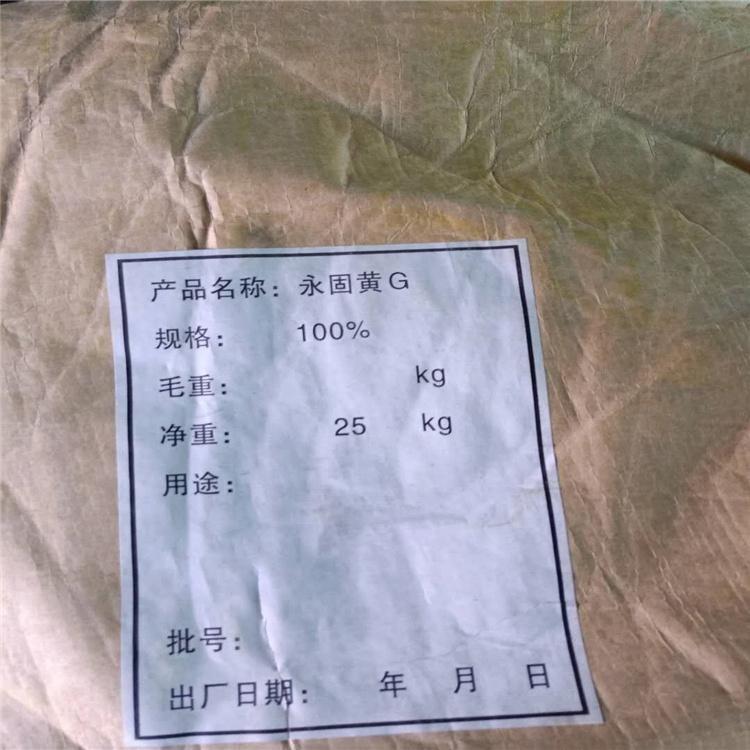 产品名称：永固黄G
规格： 100%
毛重： kg
净重： 25 kg
用途：
批号：
出厂日期： 年 月 日